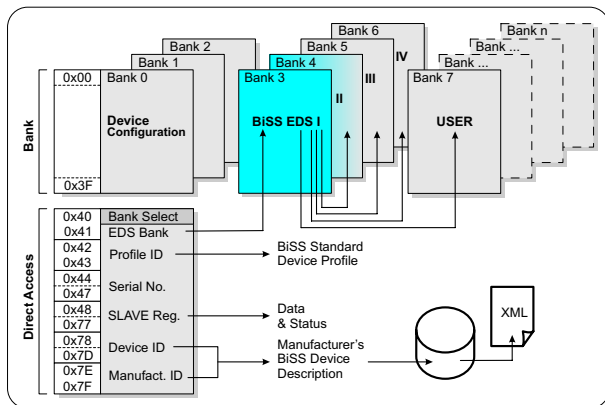 Bank 6
Bank n
Bank 2
Bank 5
Bank ...
Bank 1
Bank 4
IV
Bank ...
0x00
Bank 0
Bank 3
III
Bank 7
II
Bank
Device
Configuration
BiSS EDS I
USER
0x3F
0x40
Bank Select
0x41
EDS Bank
0x42
Profile ID
0x43
BiSS Standard
Device Profile
0x44
Serial No.
0x47
Direct Access
0x48
SLAVE Reg.
0x77
Data
& Status
0x78
Device ID
0x7D
0x7E
Manufact. ID
0x7F
Manufacturer's
BiSS Device
Description
XML